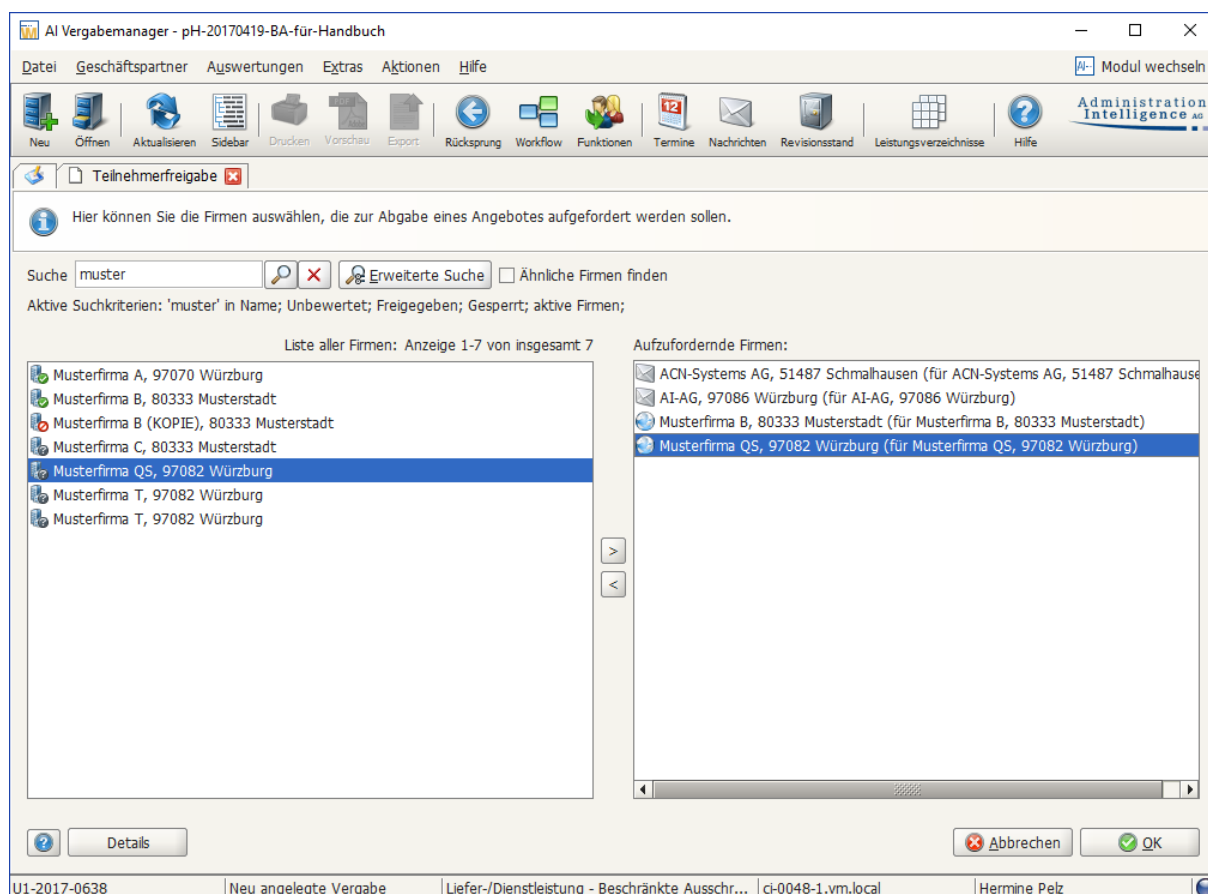 AI Vergabemanager - pH-20170419-BA-für-Handbuch
Datei Geschäftspartner Auswertungen Extras Aktionen Hilfe AI- Modul wechseln
Neu Öffnen Aktualisieren Sidebar Drucken Vorschau Export Rücksprung Workflow Funktionen Termine Nachrichten Revisionsstand Leistungsverzeichnisse Hilfe
Administration
Intelligence AG
Teilnehmerfreigabe
Hier können Sie die Firmen auswählen, die zur Abgabe eines Angebotes aufgefordert werden sollen.
Suche muster Erweiterte Suche Ähnliche Firmen finden
Aktive Suchkriterien: 'muster' in Name; Unbewertet; Freigegeben; Gesperrt; aktive Firmen;
Liste aller Firmen: Anzeige 1-7 von insgesamt 7
Musterfirma A, 97070 Würzburg
Musterfirma B, 80333 Musterstadt
Musterfirma B (KOPIE), 80333 Musterstadt
Musterfirma C, 80333 Musterstadt
Musterfirma QS, 97082 Würzburg
Musterfirma T, 97082 Würzburg
Musterfirma T, 97082 Würzburg
>
<
Aufzufordernde Firmen:
ACN-Systems AG, 51487 Schmalhausen (für ACN-Systems AG, 51487 Schmalhause
AI-AG, 97086 Würzburg (für AI-AG, 97086 Würzburg)
Musterfirma B, 80333 Musterstadt (für Musterfirma B, 80333 Musterstadt)
Musterfirma QS, 97082 Würzburg (für Musterfirma QS, 97082 Würzburg)
Details Abbrechen OK
U1-2017-0638 Neu angelegte Vergabe Liefer-/Dienstleistung - Beschränkte Ausschr... ci-0048-1.vm.local Hermine Pelz